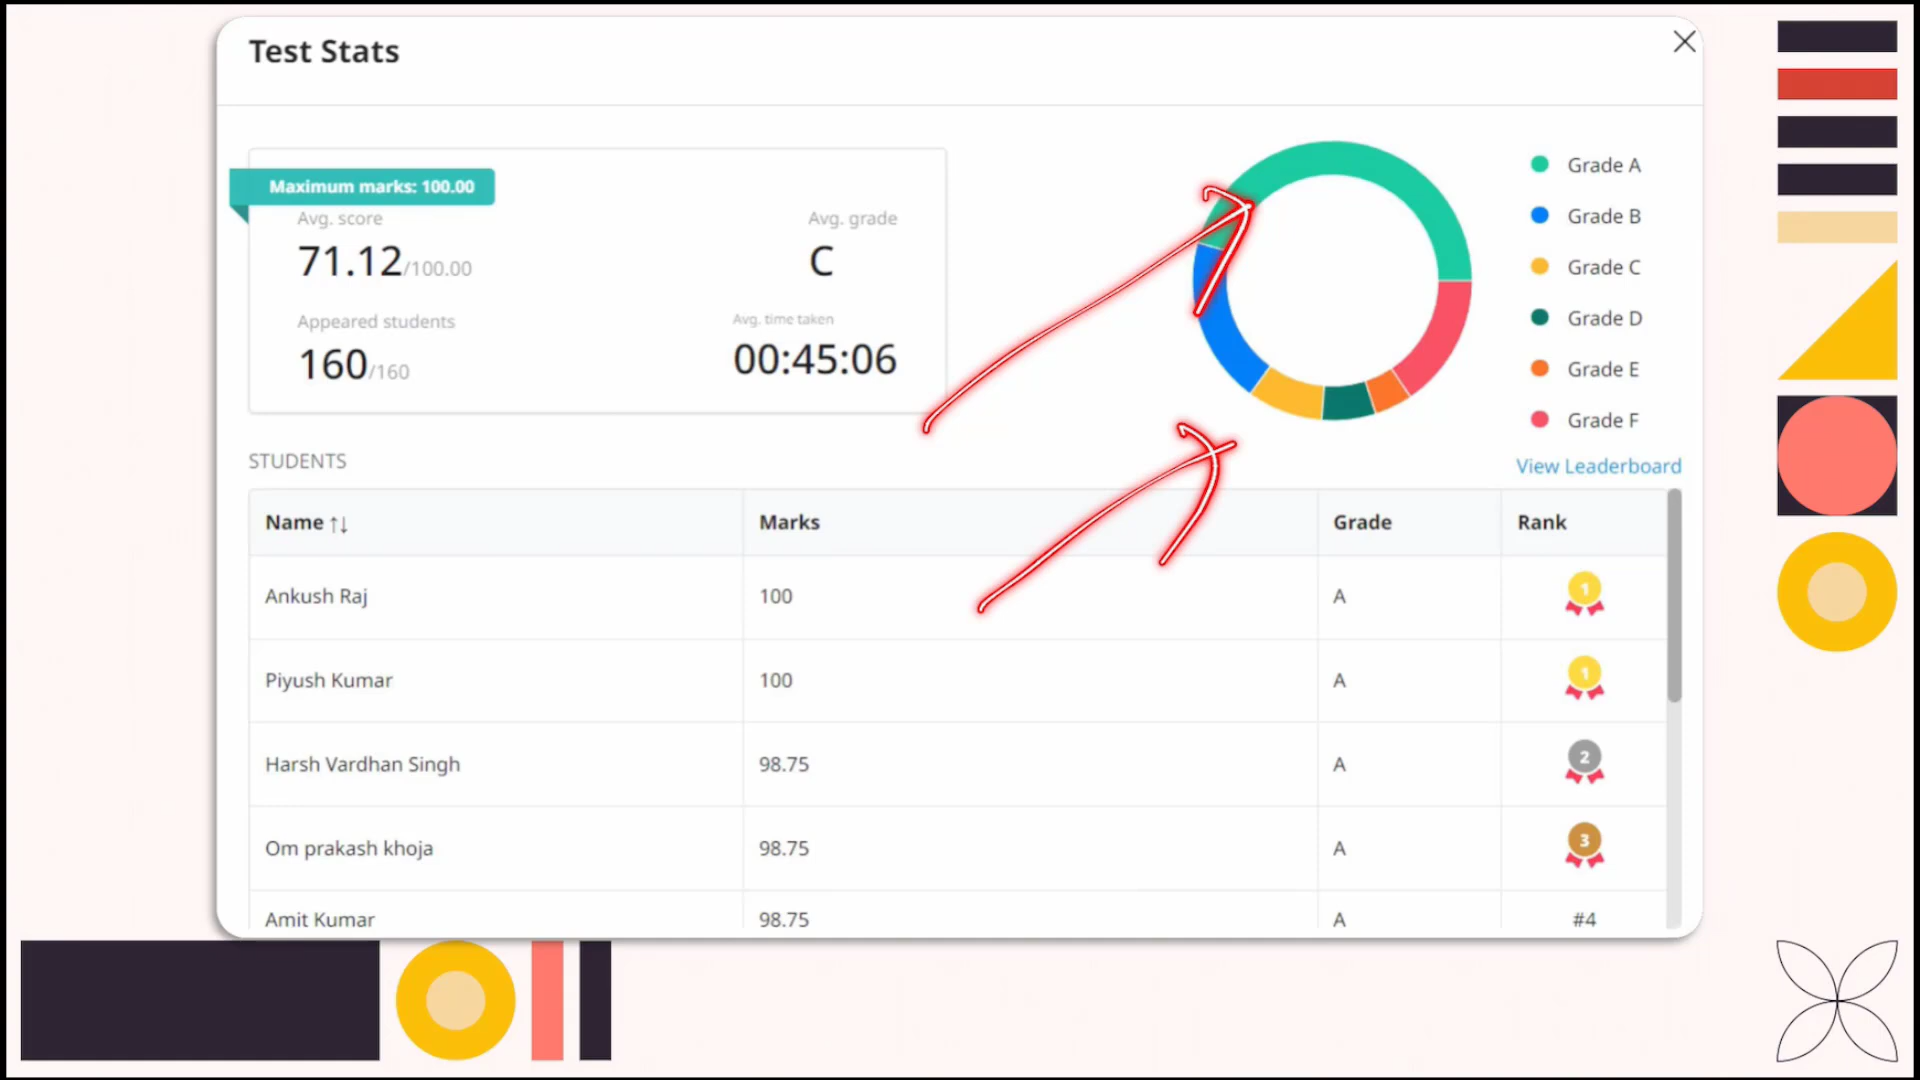 Test Stats
Maximum marks: 100.00
Avg. score
71.12/100.00
Avg. grade
C
Appeared students
160/160
Avg. time taken
00:45:06
Grade A
Grade B
Grade C
Grade D
Grade E
Grade F
STUDENTS
View Leaderboard
Name ↑↓ Marks Grade Rank
Ankush Raj 100 A 1
Piyush Kumar 100 A 1
Harsh Vardhan Singh 98.75 A 2
Om prakash khoja 98.75 A 3
Amit Kumar 98.75 A #4